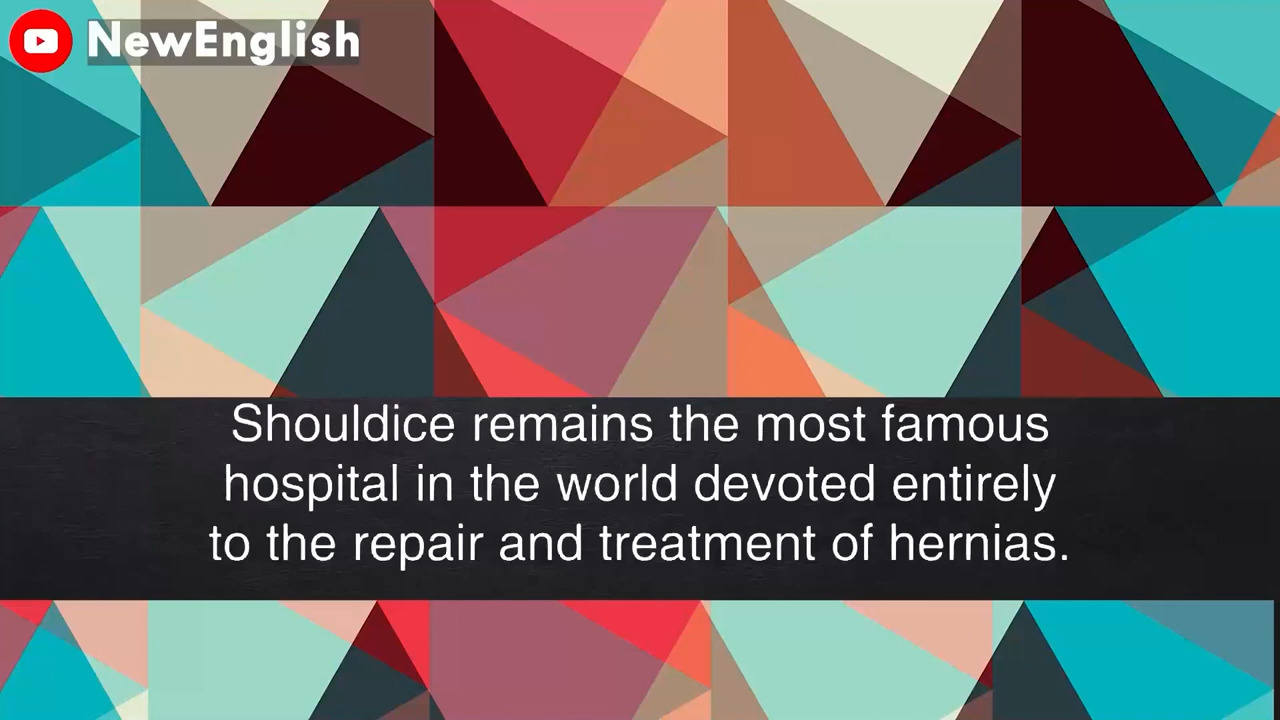 NewEnglish
Shouldice remains the most famous
hospital in the world devoted entirely
to the repair and treatment of hernias.